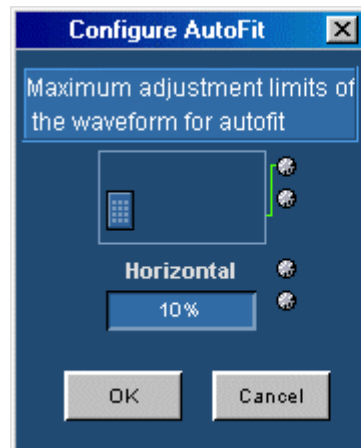 Configure AutoFit
Maximum adjustment limits of
the waveform for autofit
Horizontal
10%
OK
Cancel